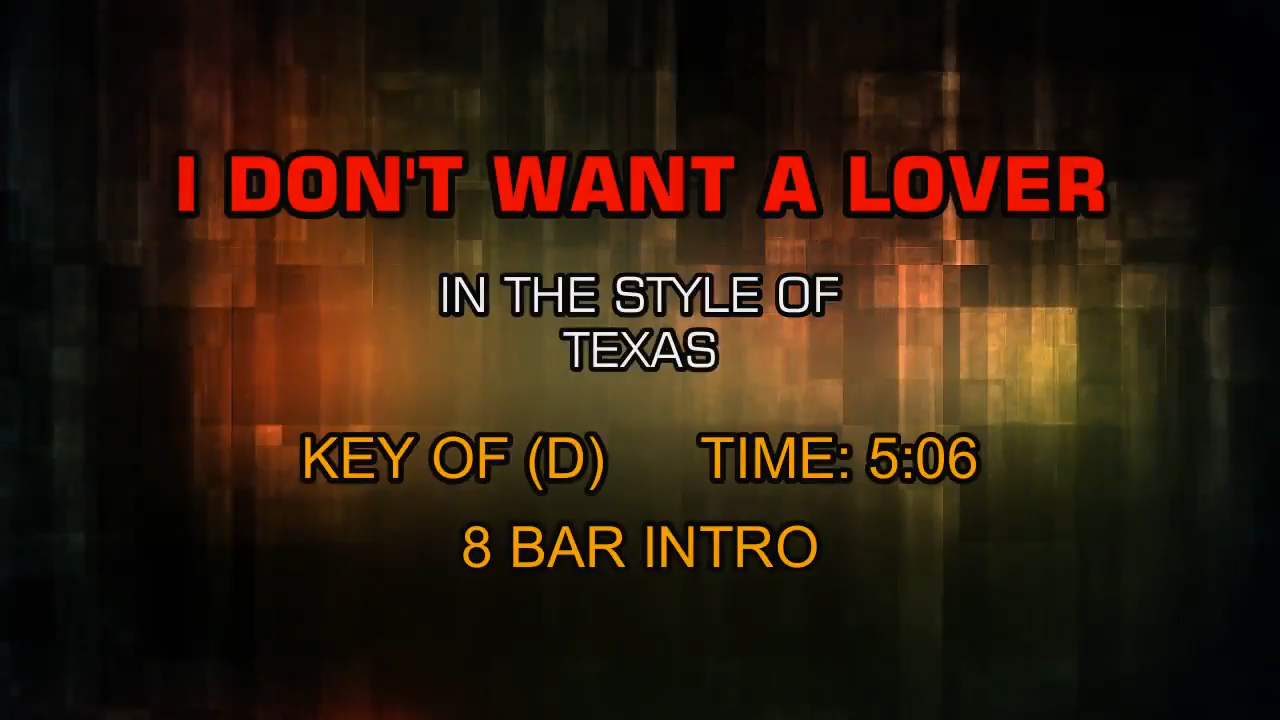 I DON'T WANT A LOVER
IN THE STYLE OF
TEXAS
KEY OF (D) TIME: 5:06
8 BAR INTRO